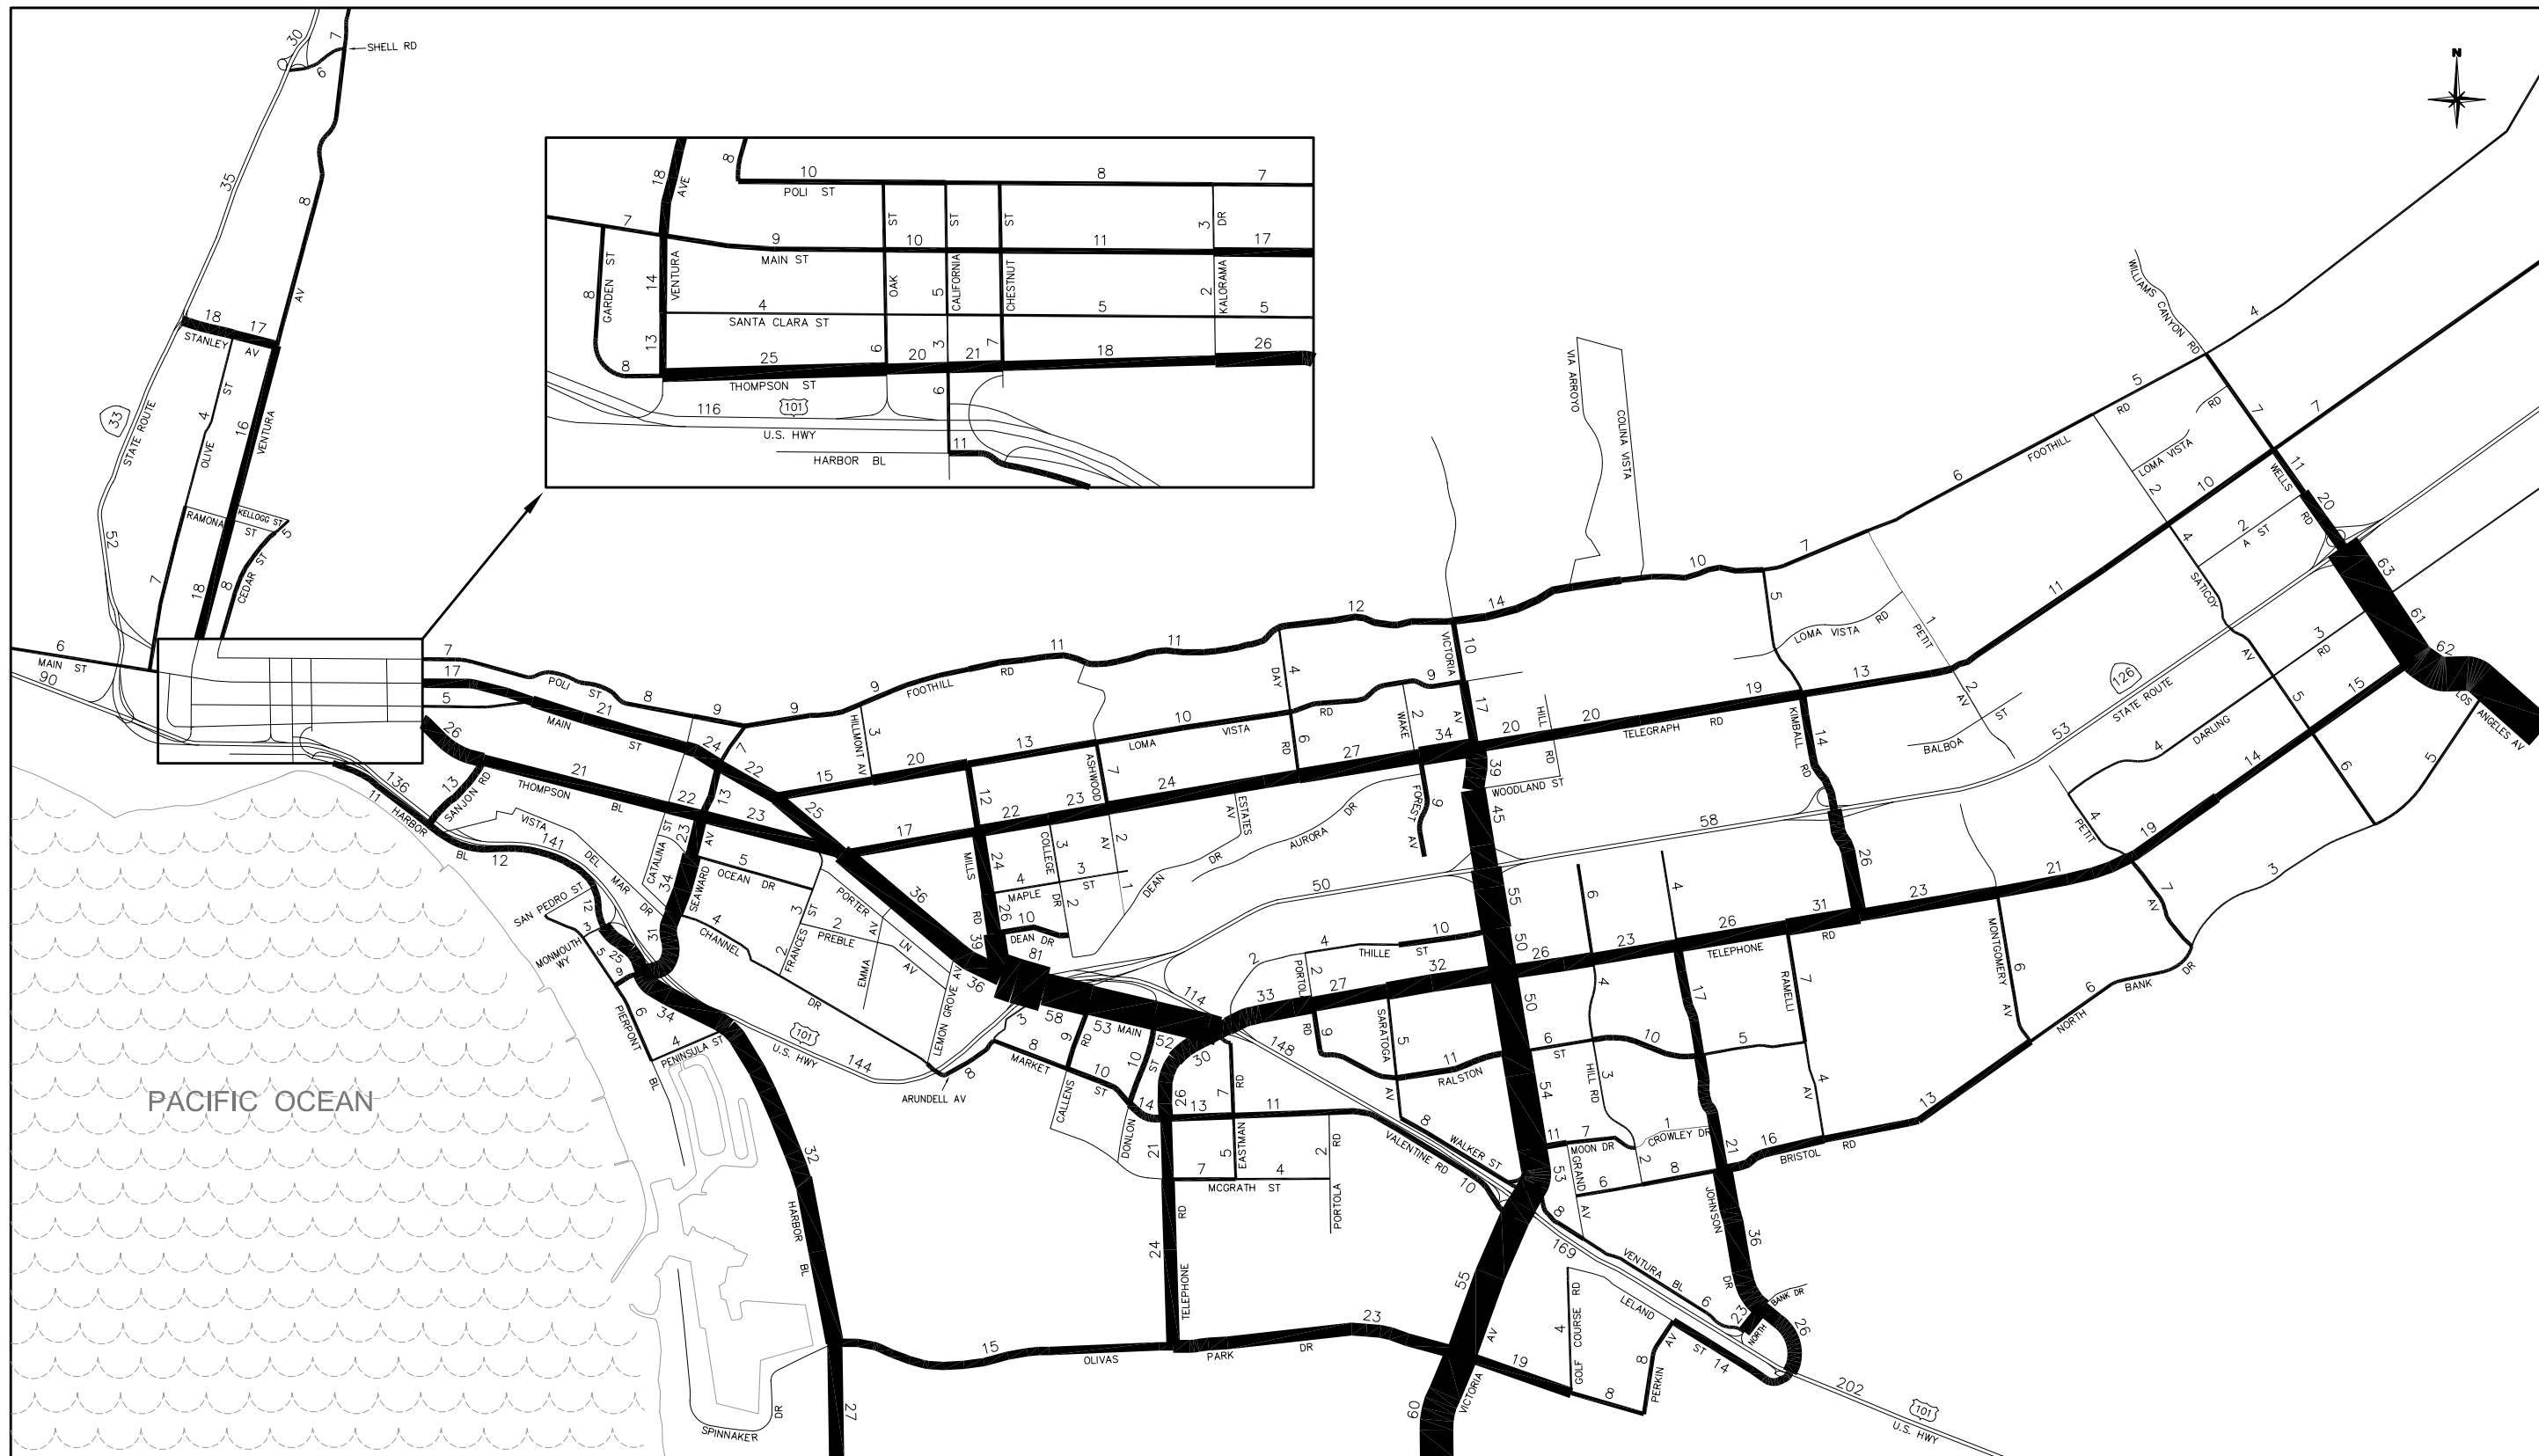 N
30
7
SHELL RD
6
35
8
AV
18
17
STANLEY AV
33
STATE ROUTE
4
OLIVE ST
16
VENTURA
52
RAMONA ST
KELLOGG ST
5
CEDAR ST
7
18
8
6
MAIN ST
90
8
10
8
7
POLI ST
18
AVE
7
9
10
11
17
MAIN ST
ST
ST
ST
3
DR
GARDEN ST
8
14
VENTURA
OAK
5
CALIFORNIA
CHESTNUT
2
KALORAMA
4
5
5
SANTA CLARA ST
13
6
3
7
8
25
20
21
18
26
THOMPSON ST
6
116
101
U.S. HWY
11
HARBOR BL
VIA ARROYO
COLINA VISTA
WILLIAMS CANYON RD
4
5
RD
FOOTHILL
6
7
10
RD
7
LOMA VISTA
2
7
10
11
WELLS RD
20
2
A ST
4
SATICOY AV
63
61
62
LOS ANGELES AV
3
RD
DARLING
4
5
15
14
6
5
126
STATE ROUTE
53
7
17
5
26
POLI ST
8
9
9
9
FOOTHILL RD
11
11
12
14
MAIN ST
21
24
7
22
HILLMONT AV
3
15
20
13
10
LOMA VISTA RD
9
DAY RD
4
6
WAKE
2
VICTORIA AV
10
17
34
20
HILL RD
20
19
13
TELEGRAPH RD
11
5
LOMA VISTA RD
1
PETIT AV
2
BALBOA ST
KIMBALL RD
14
26
136
11
HARBOR BL
13
SANJON RD
21
THOMPSON BL
22
13
23
23
25
CATALINA ST
SEAWARD AV
34
31
VISTA DEL MAR DR
141
12
SAN PEDRO ST
12
3
MONMOUTH WY
5
25
9
6
PIERPONT BL
34
4
PENINSULA ST
5
OCEAN DR
4
CHANNEL DR
3
2
FRANCES ST
2
PREBLE AV
EMMA AV
PORTER LN
LEMON GROVE AV
36
36
17
22
23
24
27
12
MILLS RD
24
26
39
ASHWOOD AV
7
2
1
COLLEGE DR
3
2
4
3
MAPLE ST
10
DEAN DR
81
DEAN DR
ESTATES AV
AURORA DR
FOREST AV
9
39
45
WOODLAND ST
50
58
55
50
4
10
THILLE ST
2
2
PORTOLA RD
27
32
33
114
58
53
MAIN
52
30
148
6
26
23
4
26
31
TELEPHONE RD
23
21
19
MONTGOMERY AV
6
4
PETIT AV
7
3
NORTH BANK DR
6
13
RAMELLI AV
7
4
5
17
4
3
HILL RD
2
50
54
6
ST
10
11
RALSTON
SARATOGA AV
5
9
8
WALKER ST
VALENTINE RD
10
3
8
MARKET ST
10
9
CALLENS RD
10
DONLON ST
14
26
13
11
7
5
EASTMAN RD
2
PORTOLA RD
7
4
MCGRATH ST
21
24
TELEPHONE RD
8
ARUNDELL AV
101
U.S. HWY
144
PACIFIC OCEAN
32
HARBOR BL
27
SPINNAKER DR
15
OLIVAS PARK DR
23
55
60
VICTORIA AV
19
4
GOLF COURSE RD
8
PERKIN AV
8
LELAND ST
14
11
7
MOON DR
1
CROWLEY DR
GRAND AV
53
6
8
21
16
BRISTOL RD
JOHNSON DR
36
8
169
VENTURA BL
6
23
NORTH BANK DR
26
202
101
U.S. HWY